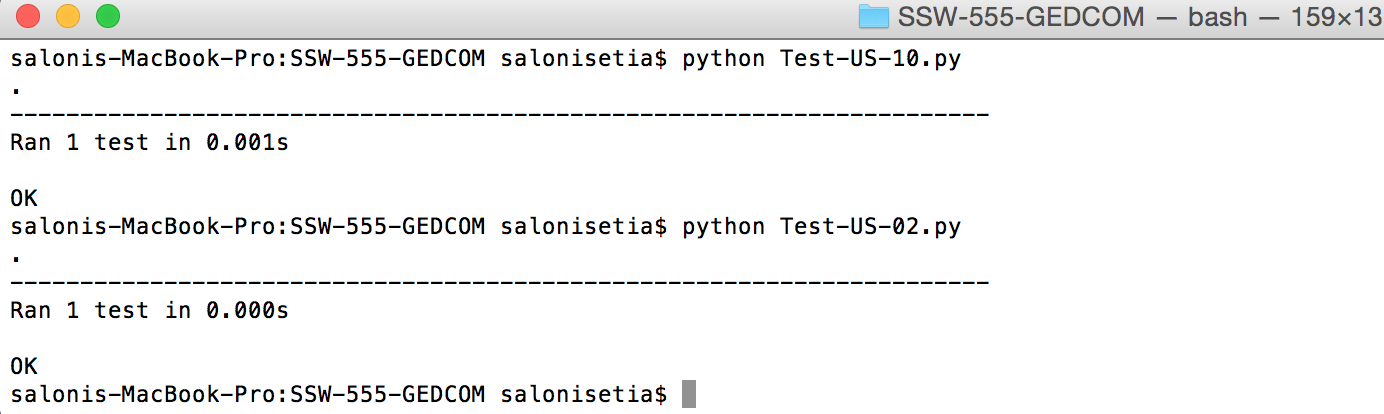 SSW-555-GEDCOM — bash — 159×13
salonis-MacBook-Pro:SSW-555-GEDCOM salonisetia$ python Test-US-10.py
.
----------------------------------------------------------------------
Ran 1 test in 0.001s
OK
salonis-MacBook-Pro:SSW-555-GEDCOM salonisetia$ python Test-US-02.py
.
----------------------------------------------------------------------
Ran 1 test in 0.000s
OK
salonis-MacBook-Pro:SSW-555-GEDCOM salonisetia$